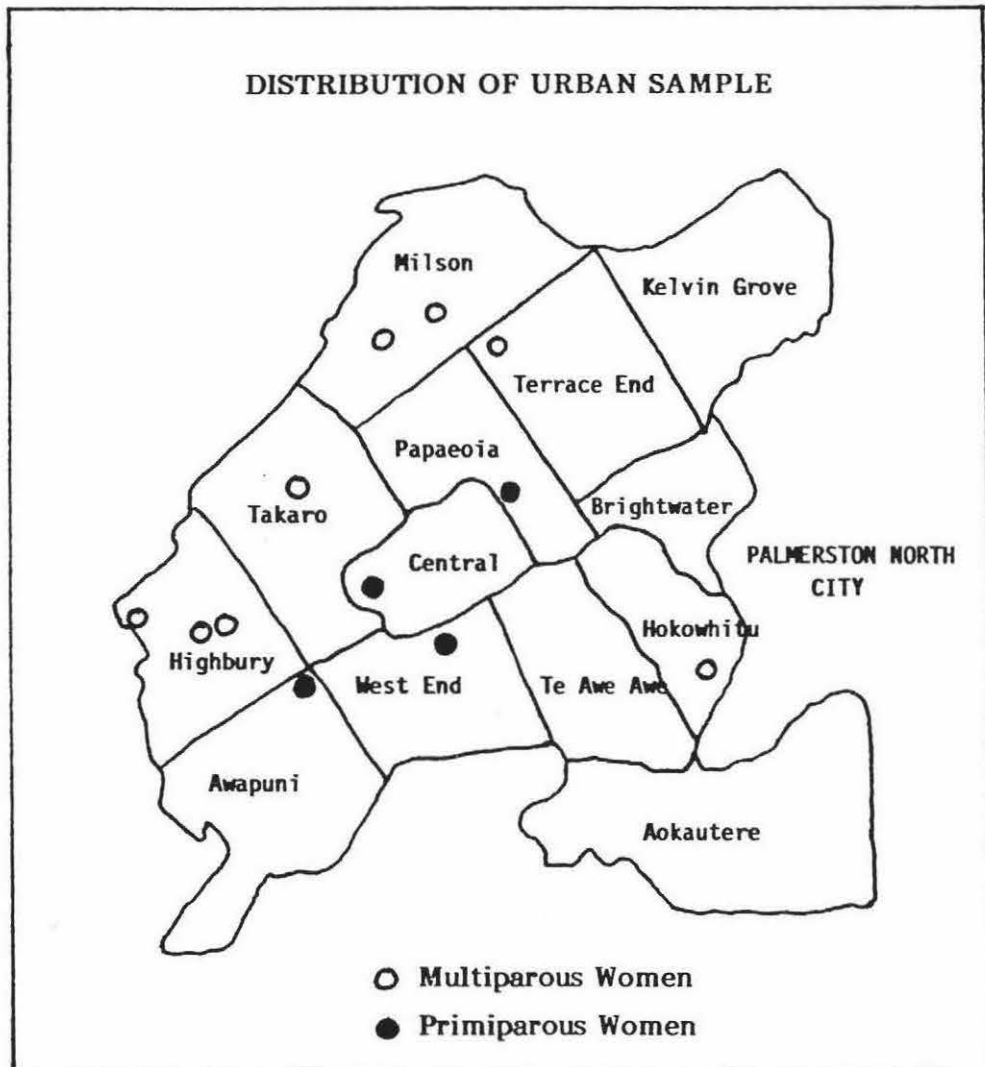 DISTRIBUTION OF URBAN SAMPLE
Milson
Kelvin Grove
Terrace End
Papaeoia
Brightwater
Takaro
Central
PALMERSTON NORTH
CITY
Hokowhitu
Highbury
West End
Te Awe Awe
Awapuni
Aokautere
Multiparous Women
Primiparous Women